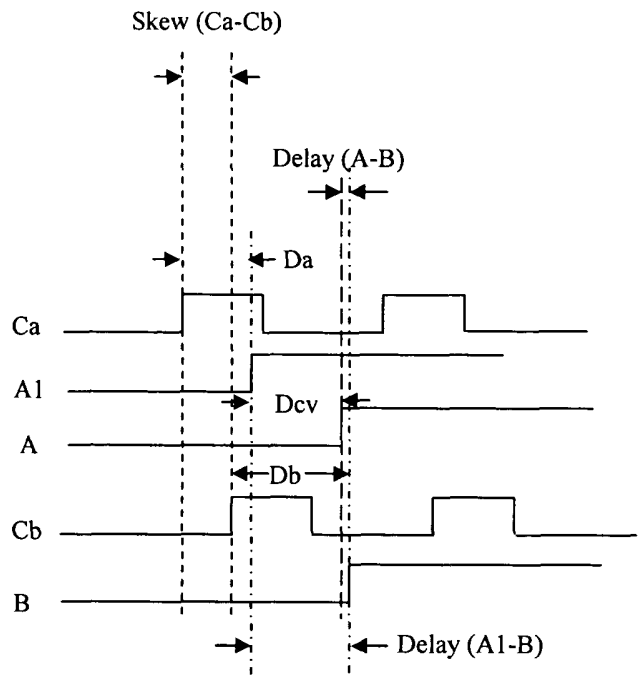 Skew (Ca-Cb)
Delay (A-B)
Da
Ca
A1
Dcv
A
Db
Cb
B
Delay (A1-B)